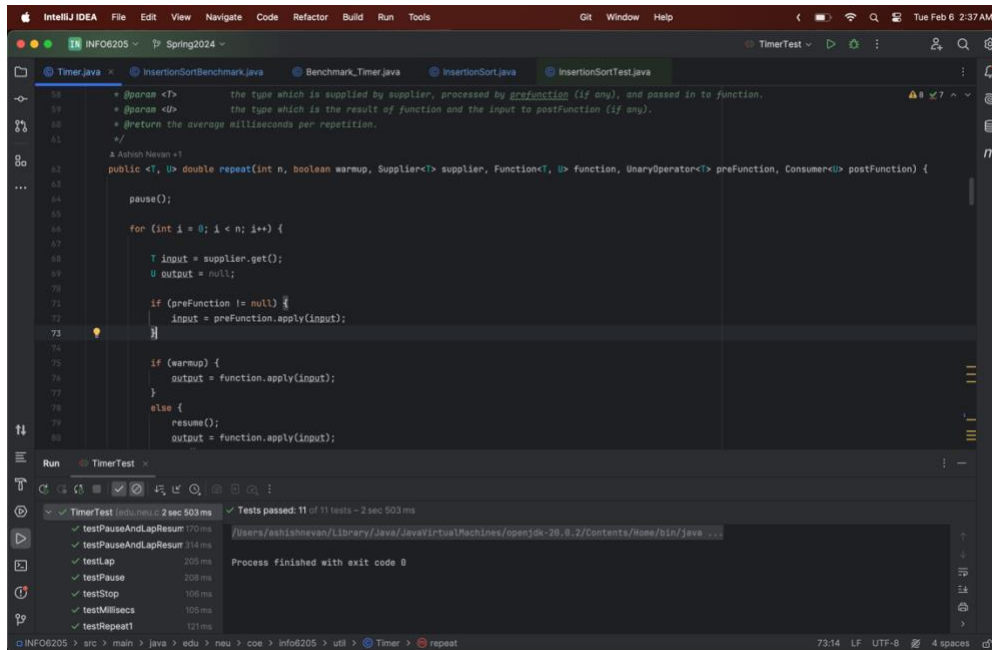 IntelliJ IDEA File Edit View Navigate Code Refactor Build Run Tools Git Window Help Tue Feb 6 2:37 AM
IN INFO6205 Spring2024 TimerTest
Timer.java InsertionSortBenchmark.java Benchmark_Timer.java InsertionSort.java InsertionSortTest.java
58 * @param <T> the type which is supplied by supplier, processed by prefunction (if any), and passed in to function. 8 7
59 * @param <U> the type which is the result of function and the input to postFunction (if any).
60 * @return the average milliseconds per repetition.
61 */
Ashish Nevan +1
62 public <T, U> double repeat(int n, boolean warmup, Supplier<T> supplier, Function<T, U> function, UnaryOperator<T> preFunction, Consumer<U> postFunction) {
63
64 pause();
65
66 for (int i = 0; i < n; i++) {
67
68 T input = supplier.get();
69 U output = null;
70
71 if (preFunction != null) {
72 input = preFunction.apply(input);
73 }
74
75 if (warmup) {
76 output = function.apply(input);
77 }
78 else {
79 resume();
80 output = function.apply(input);
Run TimerTest
TimerTest (edu.neu.c 2 sec 503 ms Tests passed: 11 of 11 tests – 2 sec 503 ms
testPauseAndLapResum 170 ms /Users/ashishnevan/Library/Java/JavaVirtualMachines/openjdk-20.0.2/Contents/Home/bin/java ...
testPauseAndLapResum 314 ms
testLap 205 ms Process finished with exit code 0
testPause 208 ms
testStop 106 ms
testMillisecs 105 ms
testRepeat1 121 ms
INFO6205 > src > main > java > edu > neu > coe > info6205 > util > Timer > repeat 73:14 LF UTF-8 4 spaces